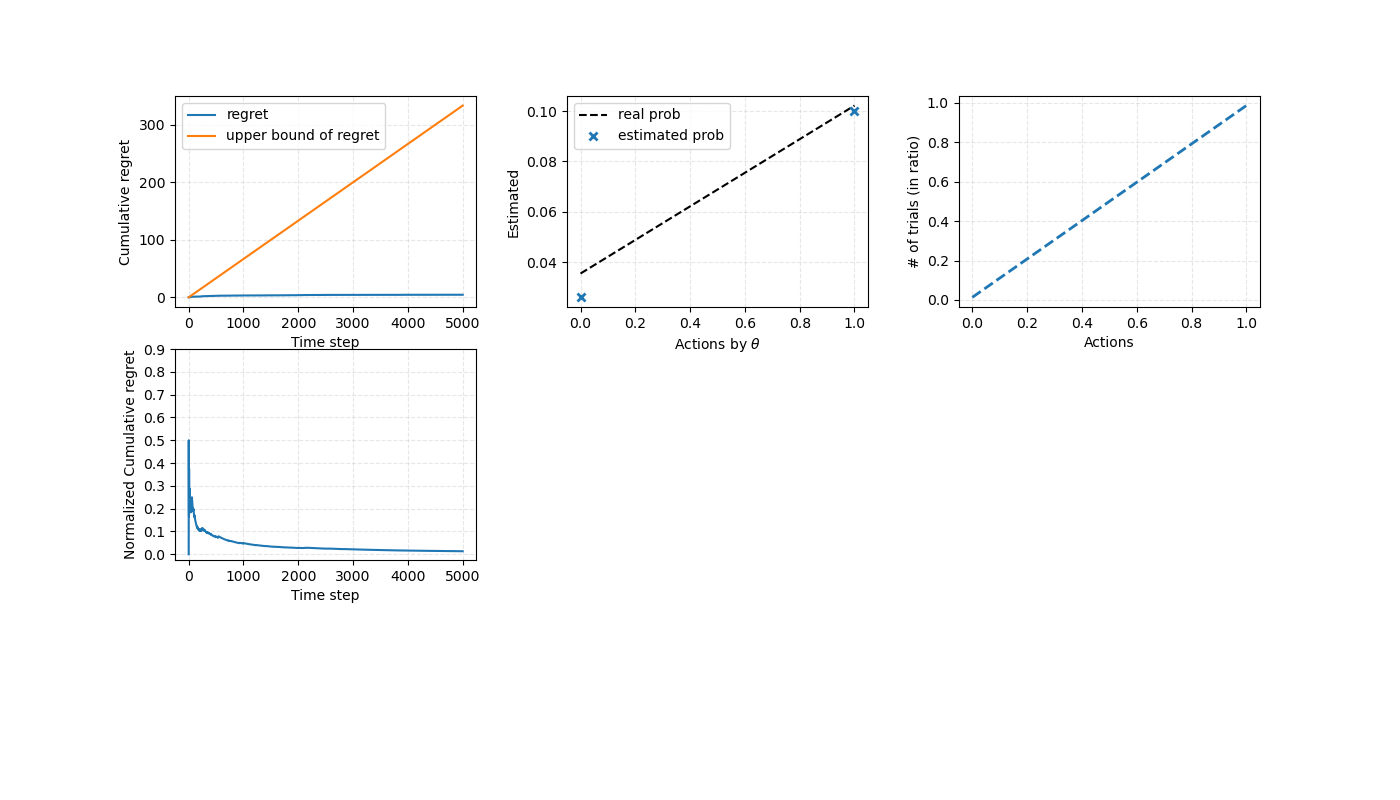 Cumulative regret
300
200
100
0
regret
upper bound of regret
0 1000 2000 3000 4000 5000
Time step
Estimated
0.10
0.08
0.06
0.04
real prob
estimated prob
0.0 0.2 0.4 0.6 0.8 1.0
Actions by θ
# of trials (in ratio)
1.0
0.8
0.6
0.4
0.2
0.0
0.0 0.2 0.4 0.6 0.8 1.0
Actions
Normalized Cumulative regret
0.9
0.8
0.7
0.6
0.5
0.4
0.3
0.2
0.1
0.0
0 1000 2000 3000 4000 5000
Time step